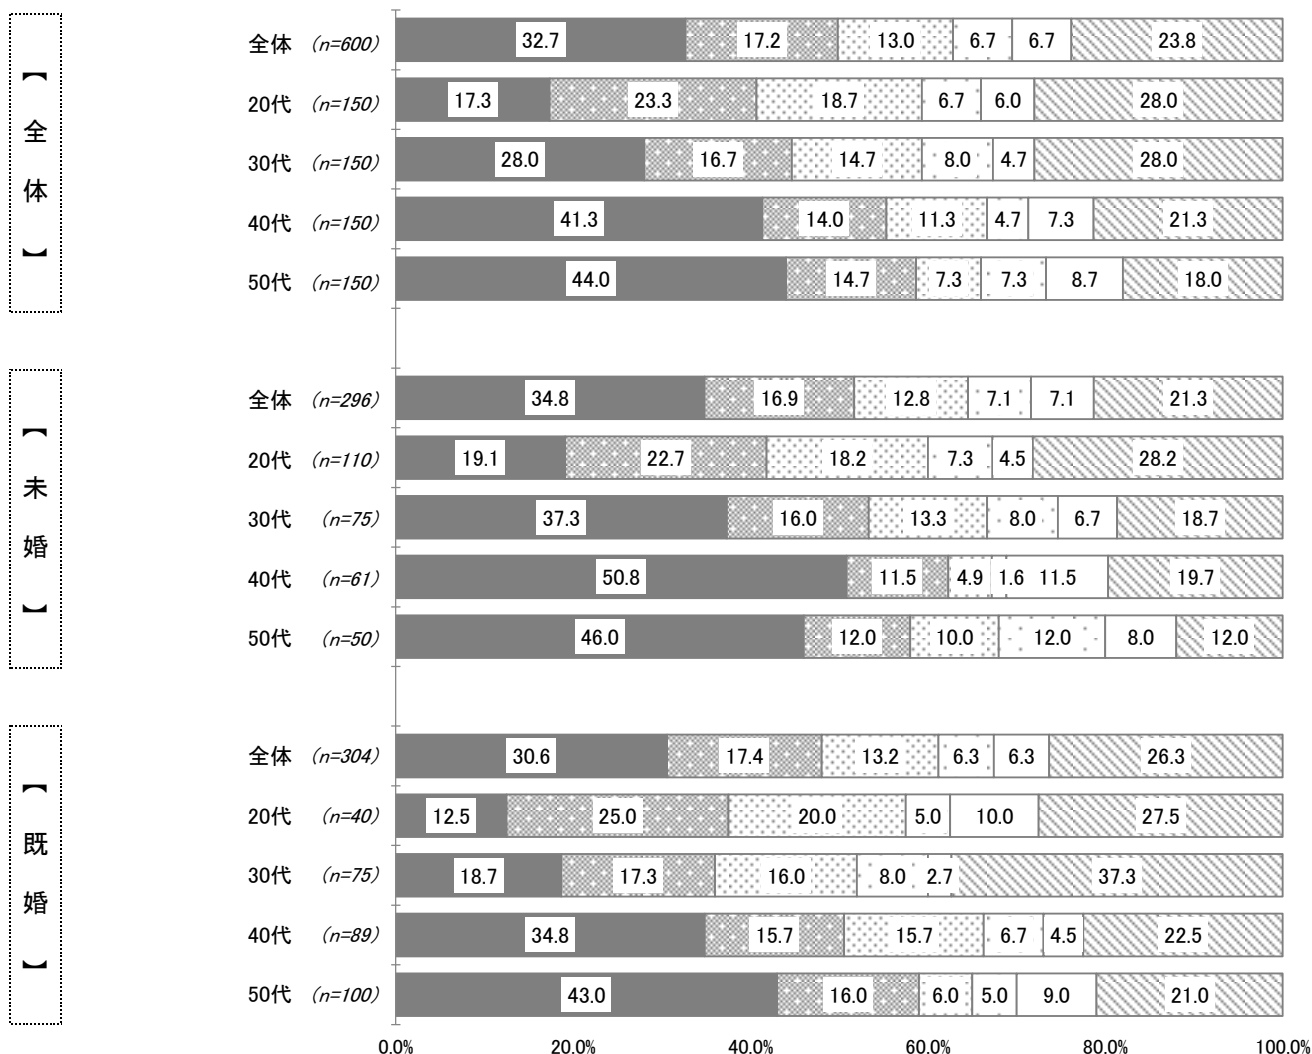 【全体】
全体 (n=600) 32.7 17.2 13.0 6.7 6.7 23.8
20代 (n=150) 17.3 23.3 18.7 6.7 6.0 28.0
30代 (n=150) 28.0 16.7 14.7 8.0 4.7 28.0
40代 (n=150) 41.3 14.0 11.3 4.7 7.3 21.3
50代 (n=150) 44.0 14.7 7.3 7.3 8.7 18.0
【未婚】
全体 (n=296) 34.8 16.9 12.8 7.1 7.1 21.3
20代 (n=110) 19.1 22.7 18.2 7.3 4.5 28.2
30代 (n=75) 37.3 16.0 13.3 8.0 6.7 18.7
40代 (n=61) 50.8 11.5 4.9 1.6 11.5 19.7
50代 (n=50) 46.0 12.0 10.0 12.0 8.0 12.0
【既婚】
全体 (n=304) 30.6 17.4 13.2 6.3 6.3 26.3
20代 (n=40) 12.5 25.0 20.0 5.0 10.0 27.5
30代 (n=75) 18.7 17.3 16.0 8.0 2.7 37.3
40代 (n=89) 34.8 15.7 15.7 6.7 4.5 22.5
50代 (n=100) 43.0 16.0 6.0 5.0 9.0 21.0
0.0% 20.0% 40.0% 60.0% 80.0% 100.0%